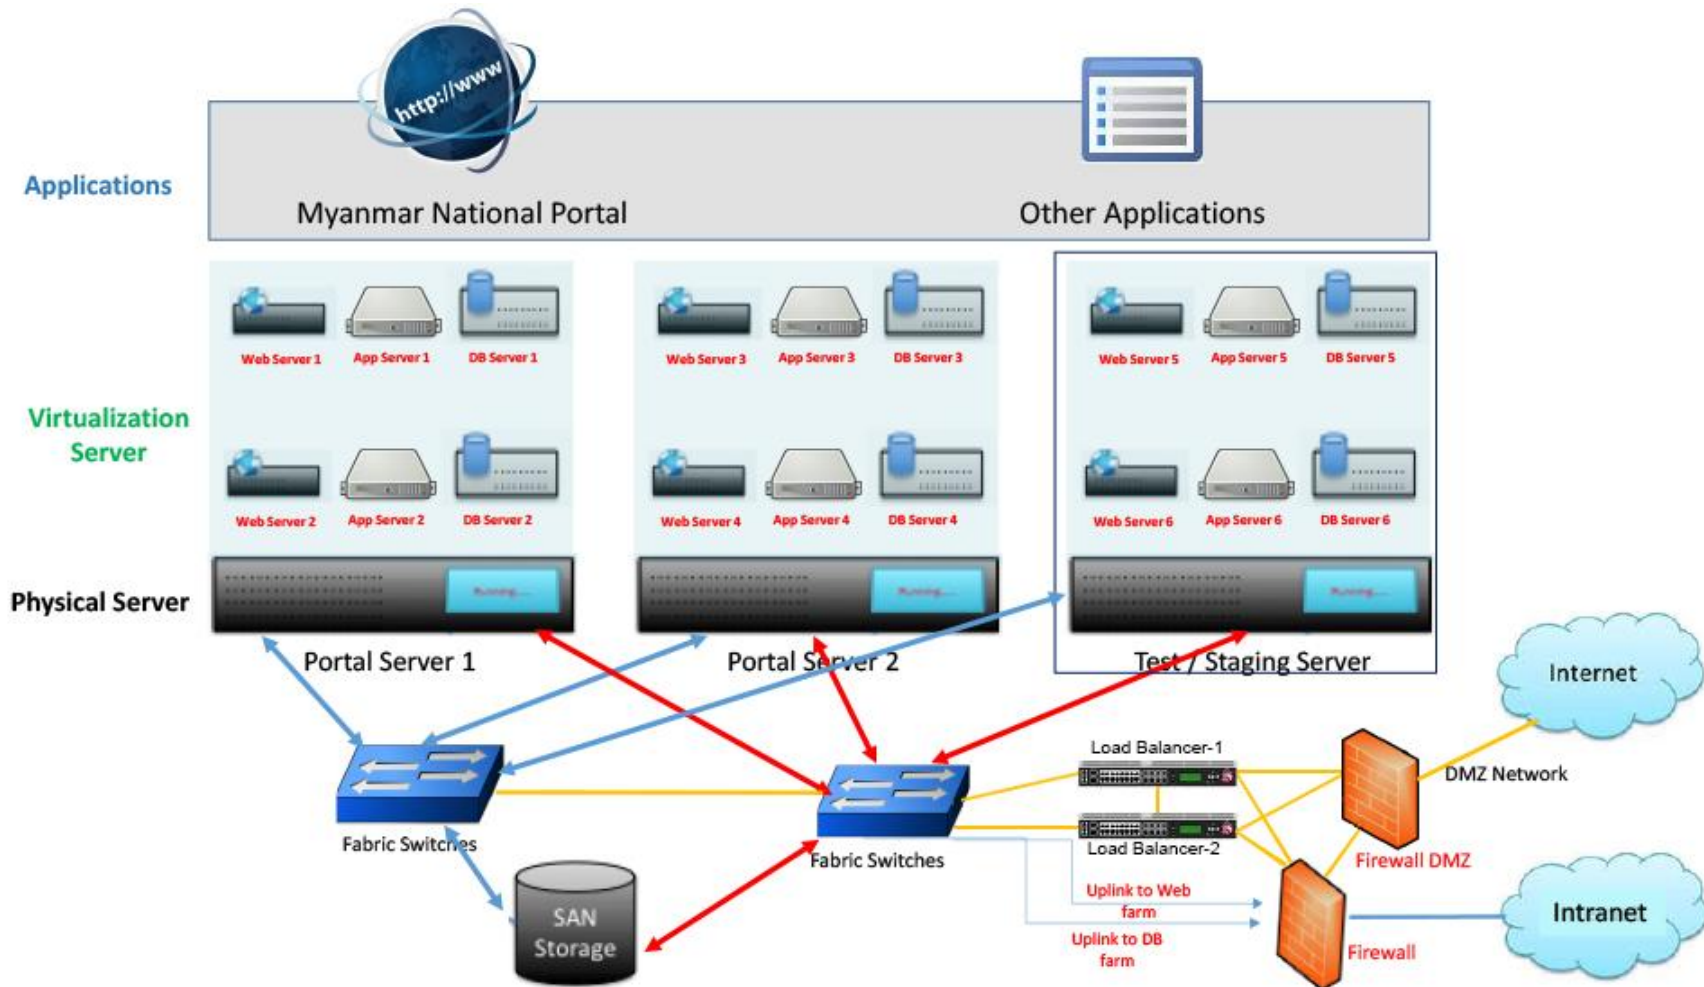 http://www
Applications
Myanmar National Portal
Other Applications
Web Server 1
App Server 1
DB Server 1
Web Server 3
App Server 3
DB Server 3
Web Server 5
App Server 5
DB Server 5
Virtualization
Server
Web Server 2
App Server 2
DB Server 2
Web Server 4
App Server 4
DB Server 4
Web Server 6
App Server 6
DB Server 6
Physical Server
Running....
Running....
Running....
Portal Server 1
Portal Server 2
Test / Staging Server
Internet
Load Balancer-1
DMZ Network
Fabric Switches
Fabric Switches
Load Balancer-2
Firewall DMZ
Uplink to Web
farm
SAN
Storage
Uplink to DB
farm
Firewall
Intranet